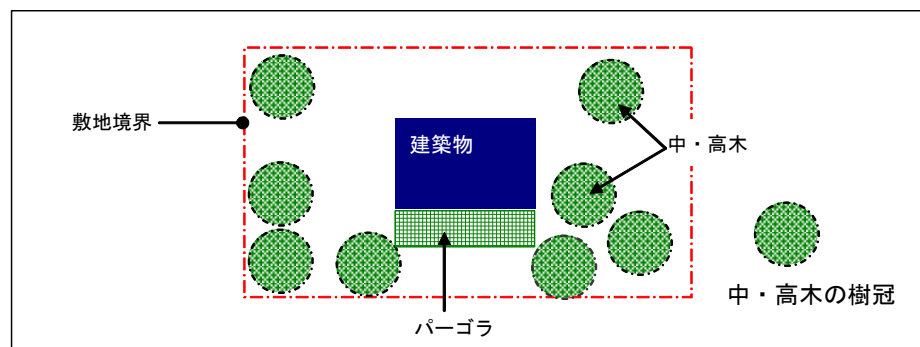 敷地境界
建築物
中・高木
中・高木の樹冠
パーゴラ